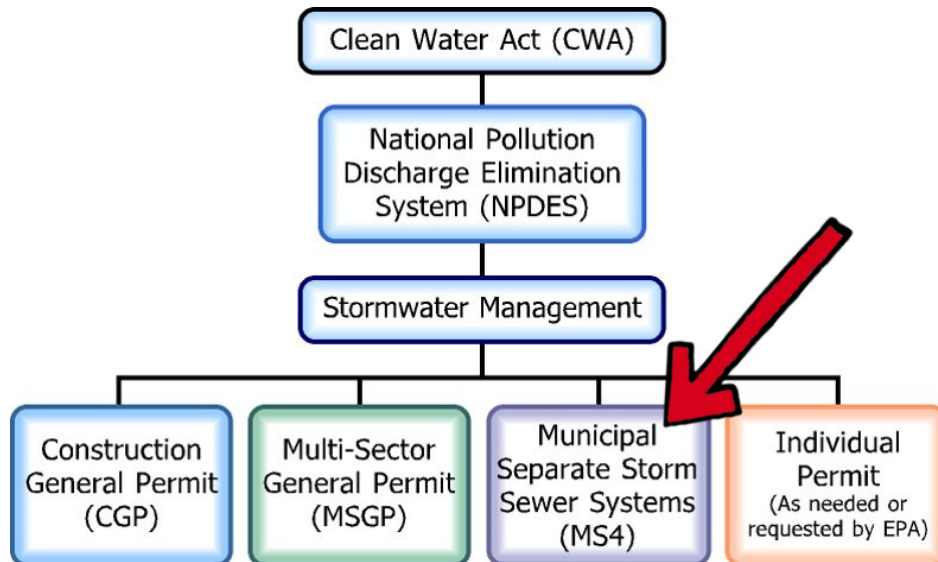 Clean Water Act (CWA)
National Pollution
Discharge Elimination
System (NPDES)
Stormwater Management
Construction
General Permit
(CGP)
Multi-Sector
General Permit
(MSGP)
Municipal
Separate Storm
Sewer Systems
(MS4)
Individual
Permit
(As needed or
requested by EPA)